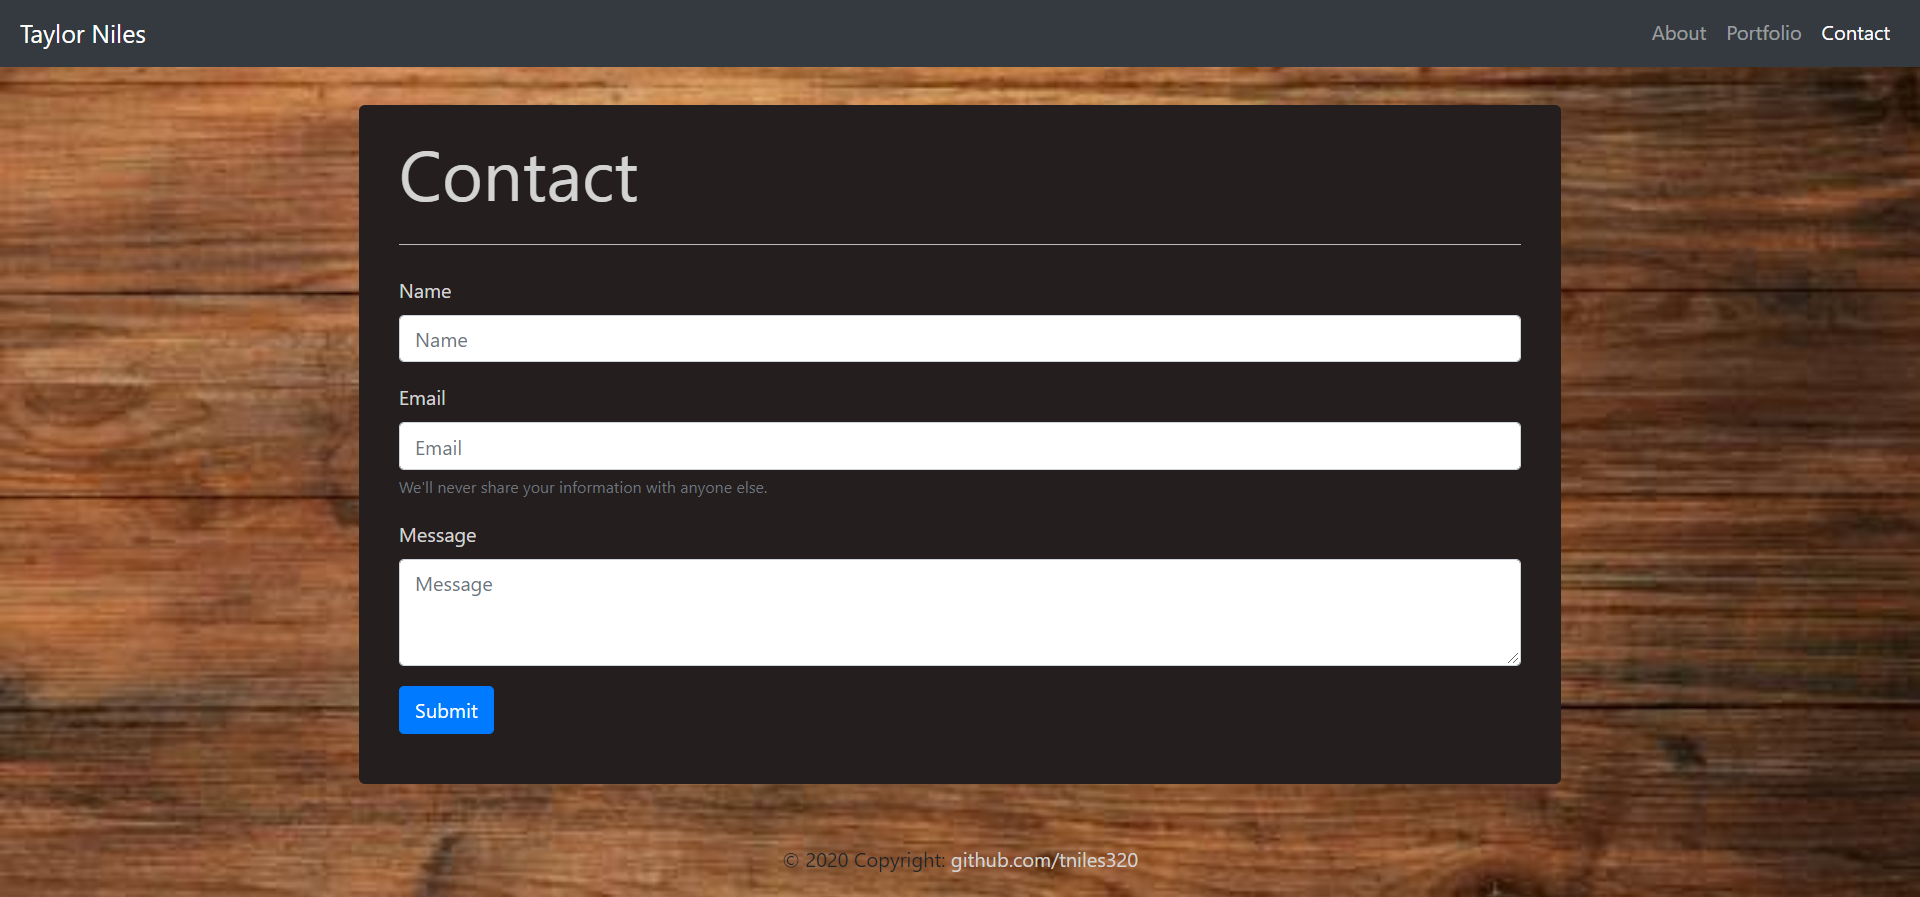 Taylor Niles
About Portfolio Contact
Contact
Name
Name
Email
Email
We'll never share your information with anyone else.
Message
Message
Submit
© 2020 Copyright: github.com/tniles320